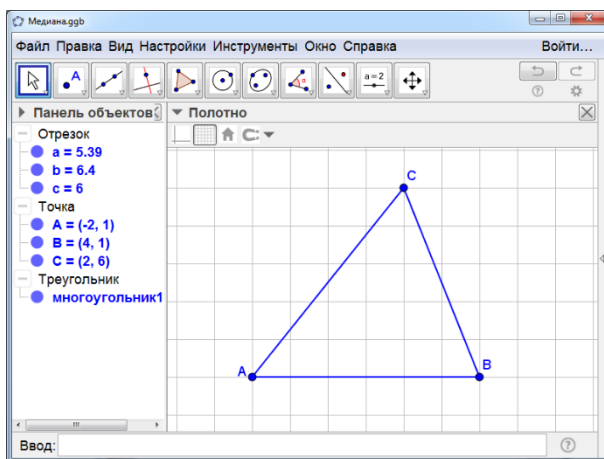 Медиана.ggb
Файл Правка Вид Настройки Инструменты Окно Справка Войти...
A a=2
Панель объектов
Полотно
Отрезок
a = 5.39
b = 6.4
c = 6
Точка
A = (-2, 1)
B = (4, 1)
C = (2, 6)
Треугольник
многоугольник1
C
A
B
Ввод: